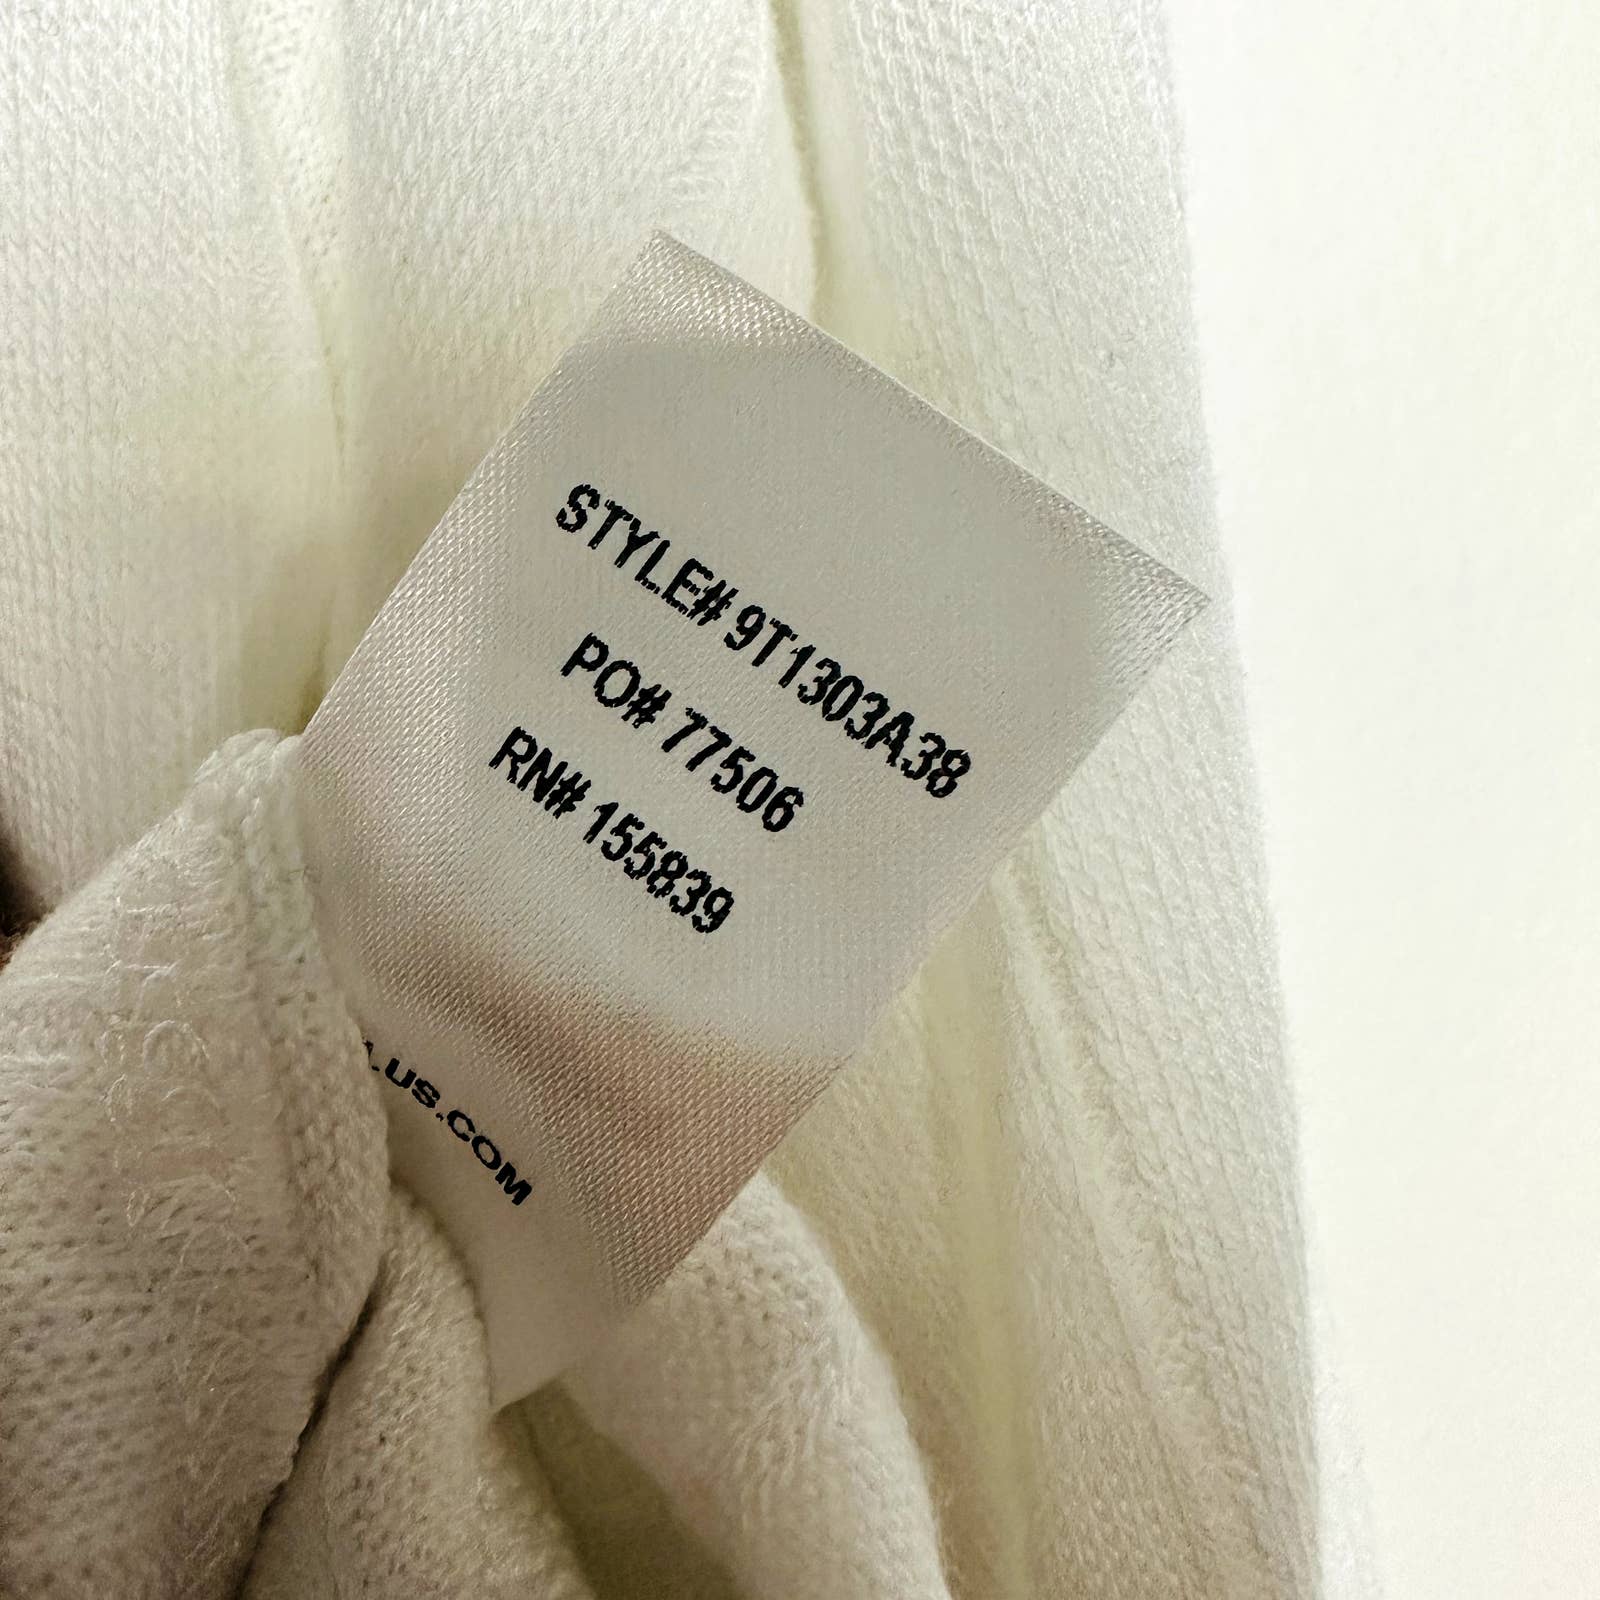 STYLE# 9T1303A38
PO# 77506
RN# 155839
.US.COM